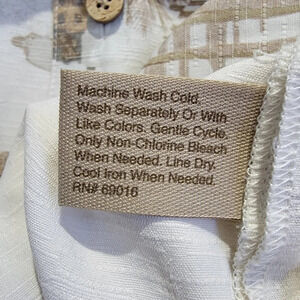 Machine Wash Cold.
Wash Separately Or With
Like Colors. Gentle Cycle.
Only Non-Chlorine Bleach
When Needed. Line Dry.
Cool Iron When Needed.
RN# 69016